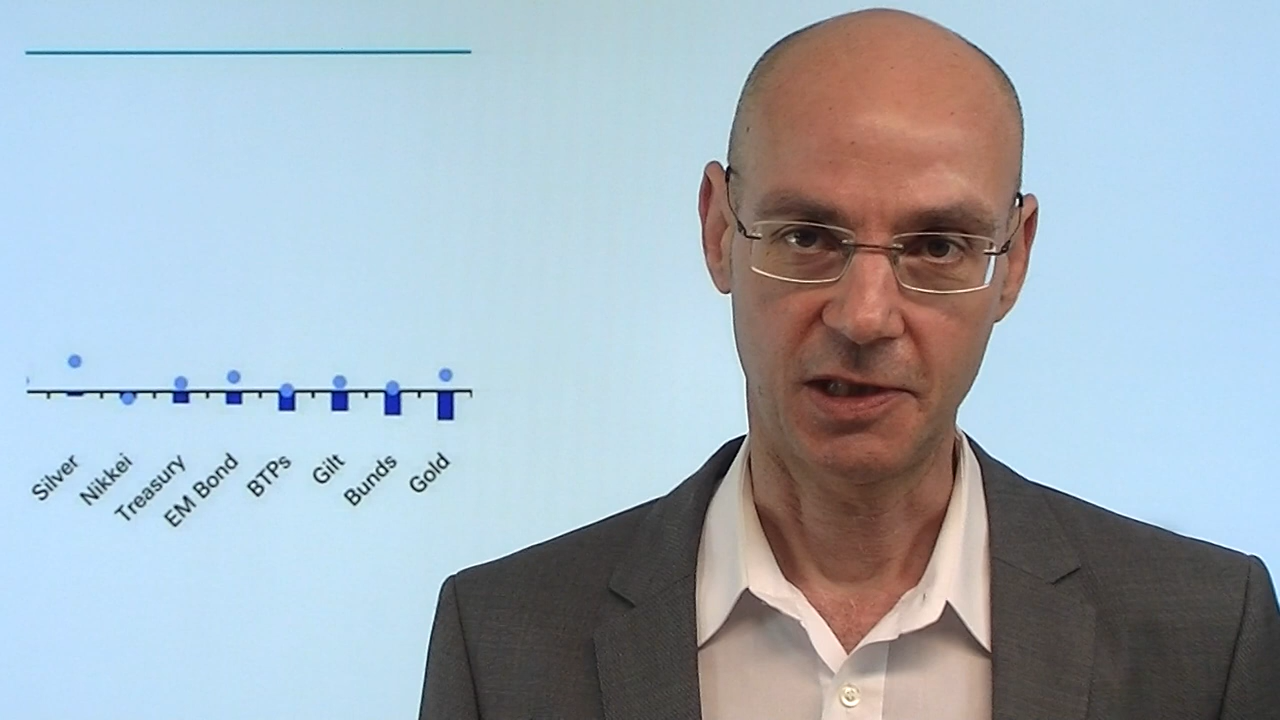 Silver
Nikkei
Treasury
EM Bond
BTPs
Gilt
Bunds
Gold